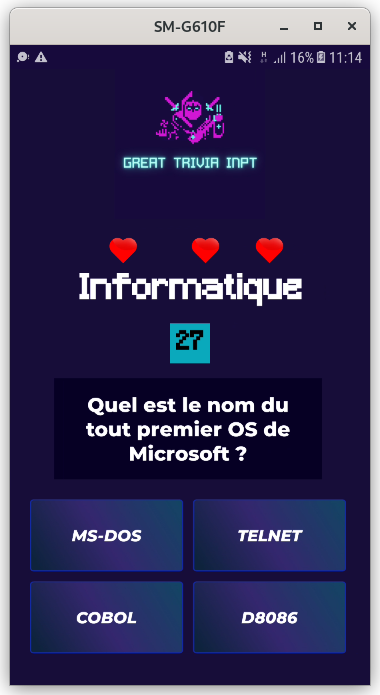 SM-G610F
16% 11:14
GREAT TRIVIA INPT
Informatique
27
Quel est le nom du
tout premier OS de
Microsoft ?
MS-DOS
TELNET
COBOL
D8086